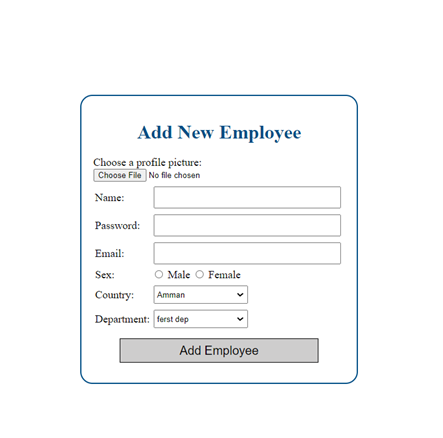 Add New Employee
Choose a profile picture:
Choose File No file chosen
Name:
Password:
Email:
Sex: Male Female
Country: Amman
Department: ferst dep
Add Employee